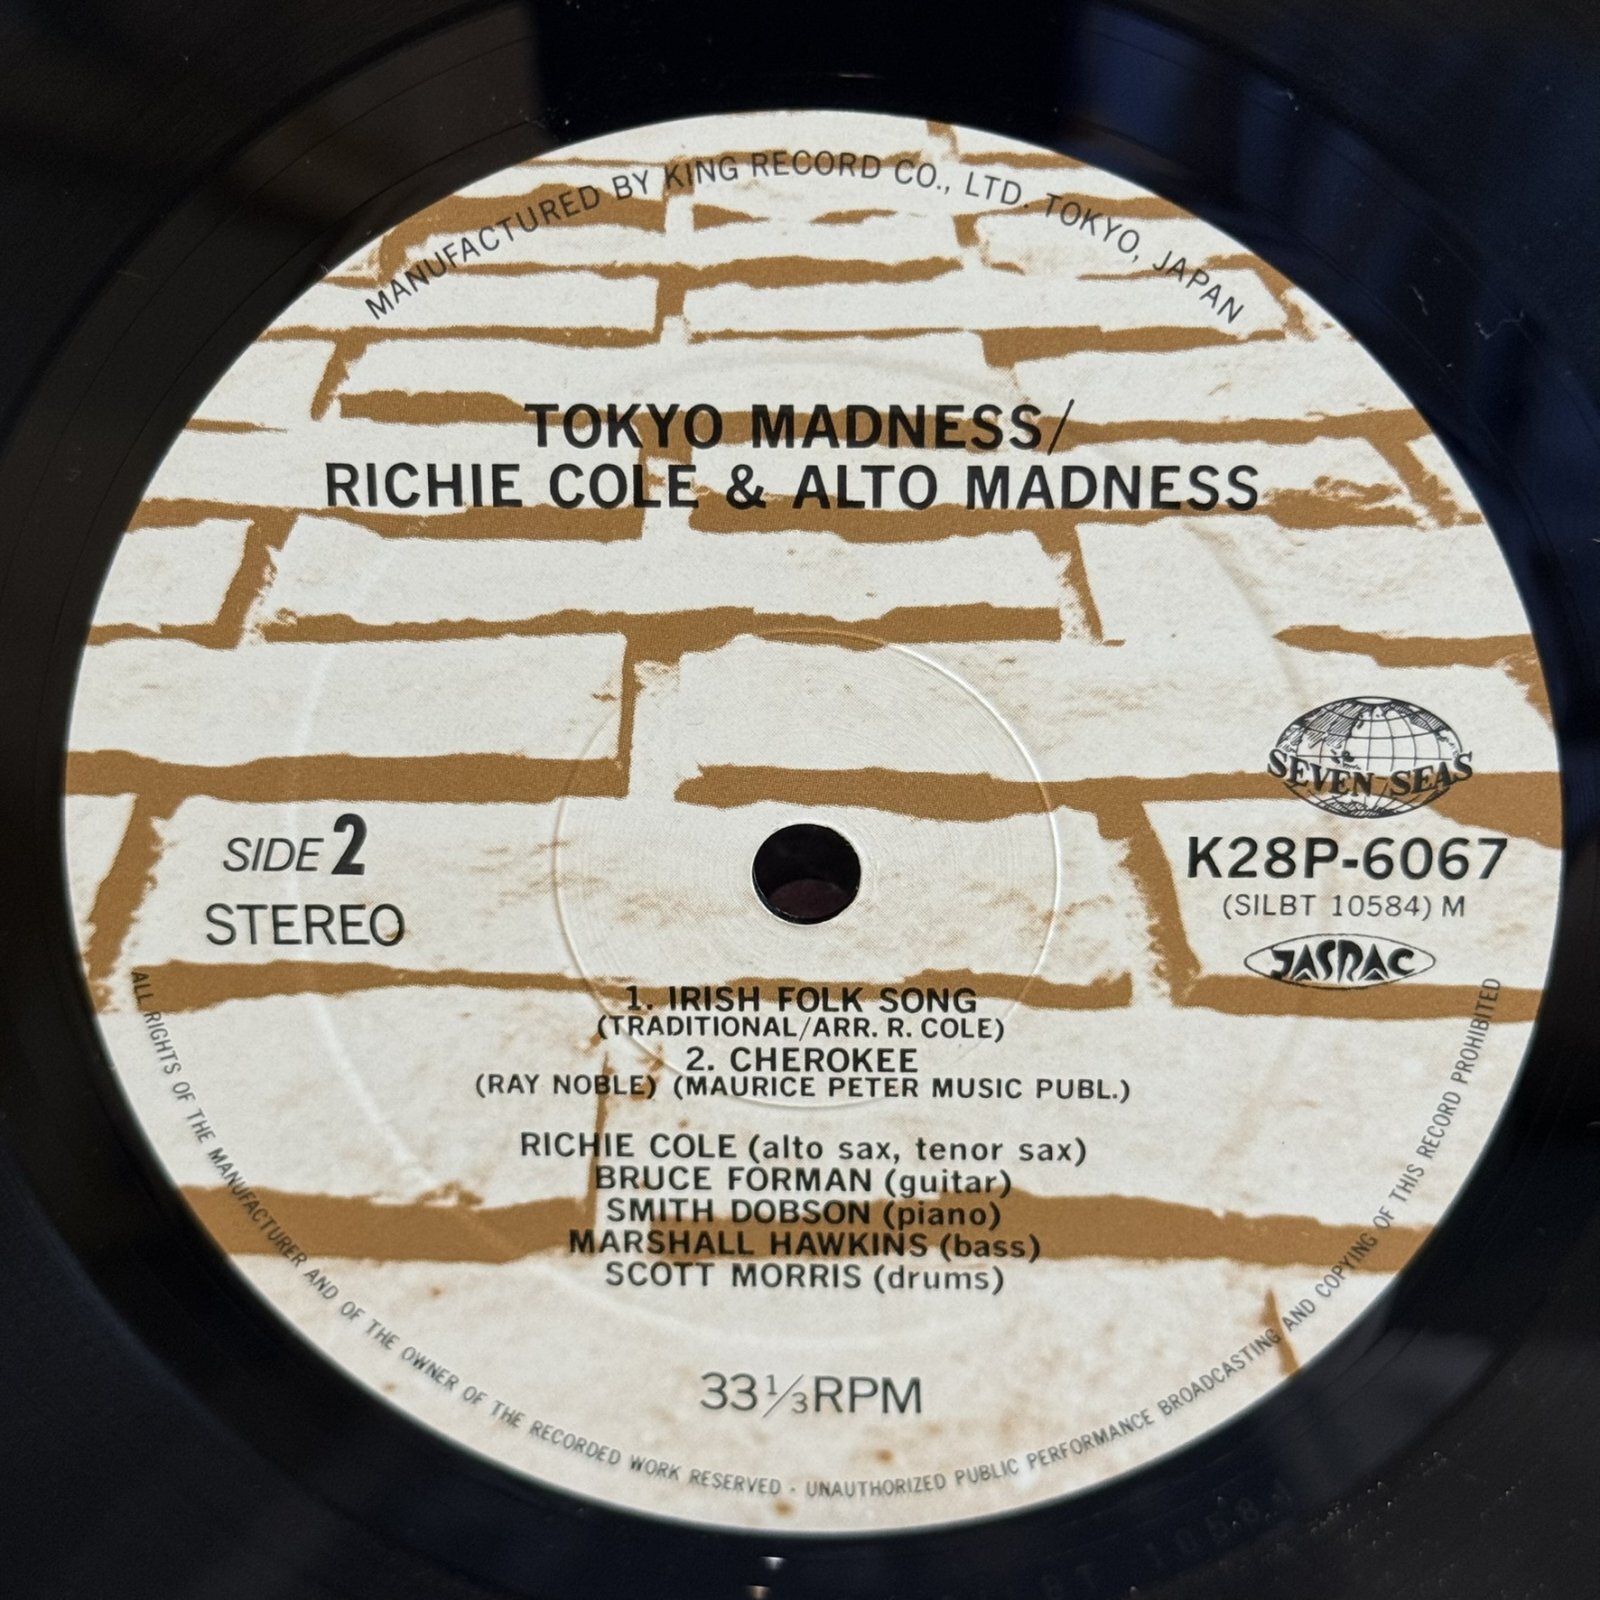 MANUFACTURED BY KING RECORD CO., LTD. TOKYO, JAPAN
TOKYO MADNESS/
RICHIE COLE & ALTO MADNESS
SEVEN SEAS
SIDE 2
STEREO
K28P-6067
(SILBT 10584) M
JASRAC
1. IRISH FOLK SONG
(TRADITIONAL/ARR. R. COLE)
2. CHEROKEE
(RAY NOBLE) (MAURICE PETER MUSIC PUBL.)
RICHIE COLE (alto sax, tenor sax)
BRUCE FORMAN (guitar)
SMITH DOBSON (piano)
MARSHALL HAWKINS (bass)
SCOTT MORRIS (drums)
33 1/3 RPM
ALL RIGHTS OF THE MANUFACTURER AND OF THE OWNER OF THE RECORDED WORK RESERVED · UNAUTHORIZED PUBLIC PERFORMANCE BROADCASTING AND COPYING OF THIS RECORD PROHIBITED